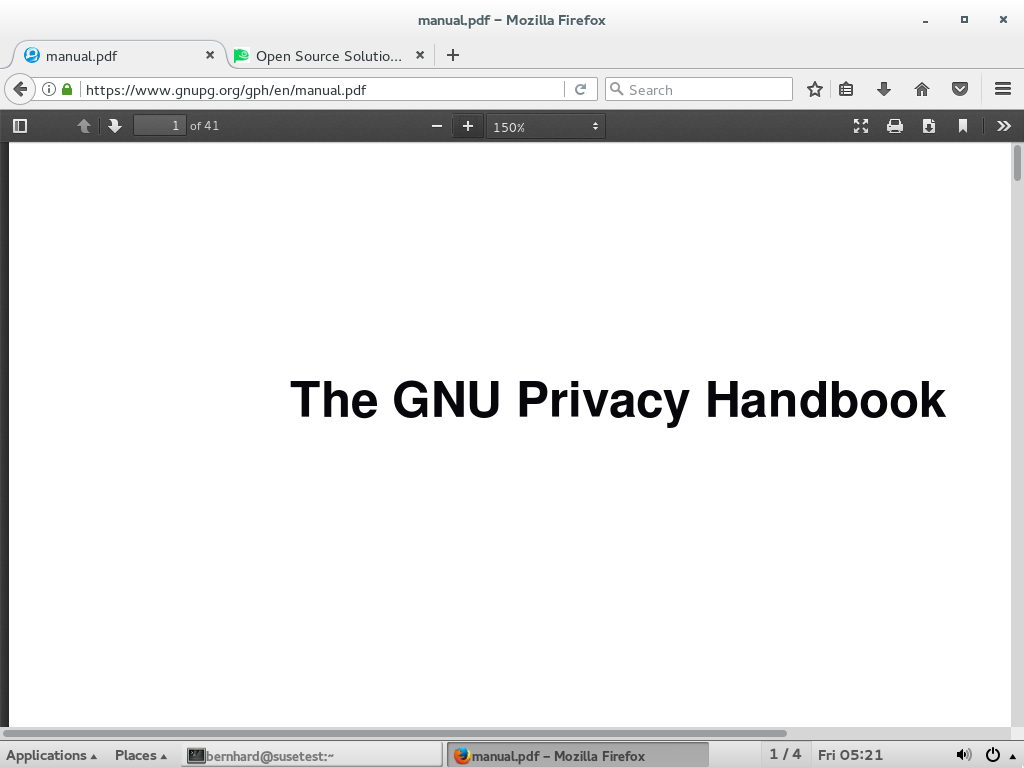 manual.pdf – Mozilla Firefox
manual.pdf
Open Source Solutio...
https://www.gnupg.org/gph/en/manual.pdf
Search
1 of 41
150%
The GNU Privacy Handbook
Applications Places bernhard@susetest:~ manual.pdf – Mozilla Firefox 1 / 4 Fri 05:21